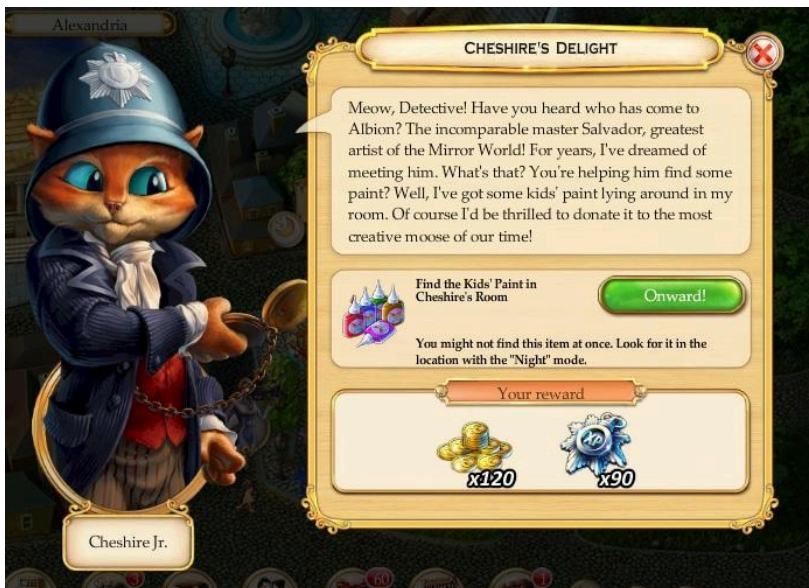 Alexandria
CHESHIRE'S DELIGHT
Meow, Detective! Have you heard who has come to
Albion? The incomparable master Salvador, greatest
artist of the Mirror World! For years, I've dreamed of
meeting him. What's that? You're helping him find some
paint? Well, I've got some kids' paint lying around in my
room. Of course I'd be thrilled to donate it to the most
creative moose of our time!
Find the Kids' Paint in
Cheshire's Room
Onward!
You might not find this item at once. Look for it in the
location with the "Night" mode.
Your reward
x120
XP
x90
Cheshire Jr.
3
60
1